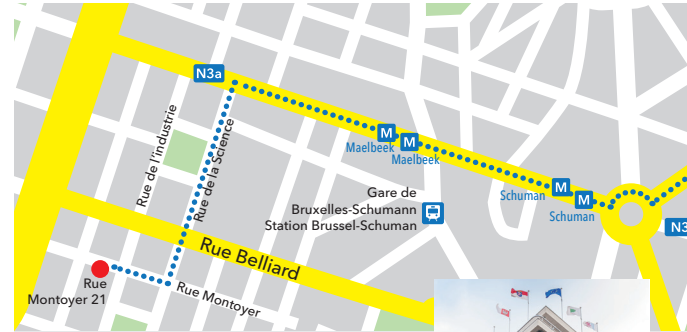 N3a
M
Maelbeek
M
Maelbeek
Rue de l'industrie
Rue de la Science
M
Schuman
M
Schuman
Gare de
Bruxelles-Schumann
Station Brussel-Schuman
N3
Rue Belliard
Rue
Montoyer 21
Rue Montoyer